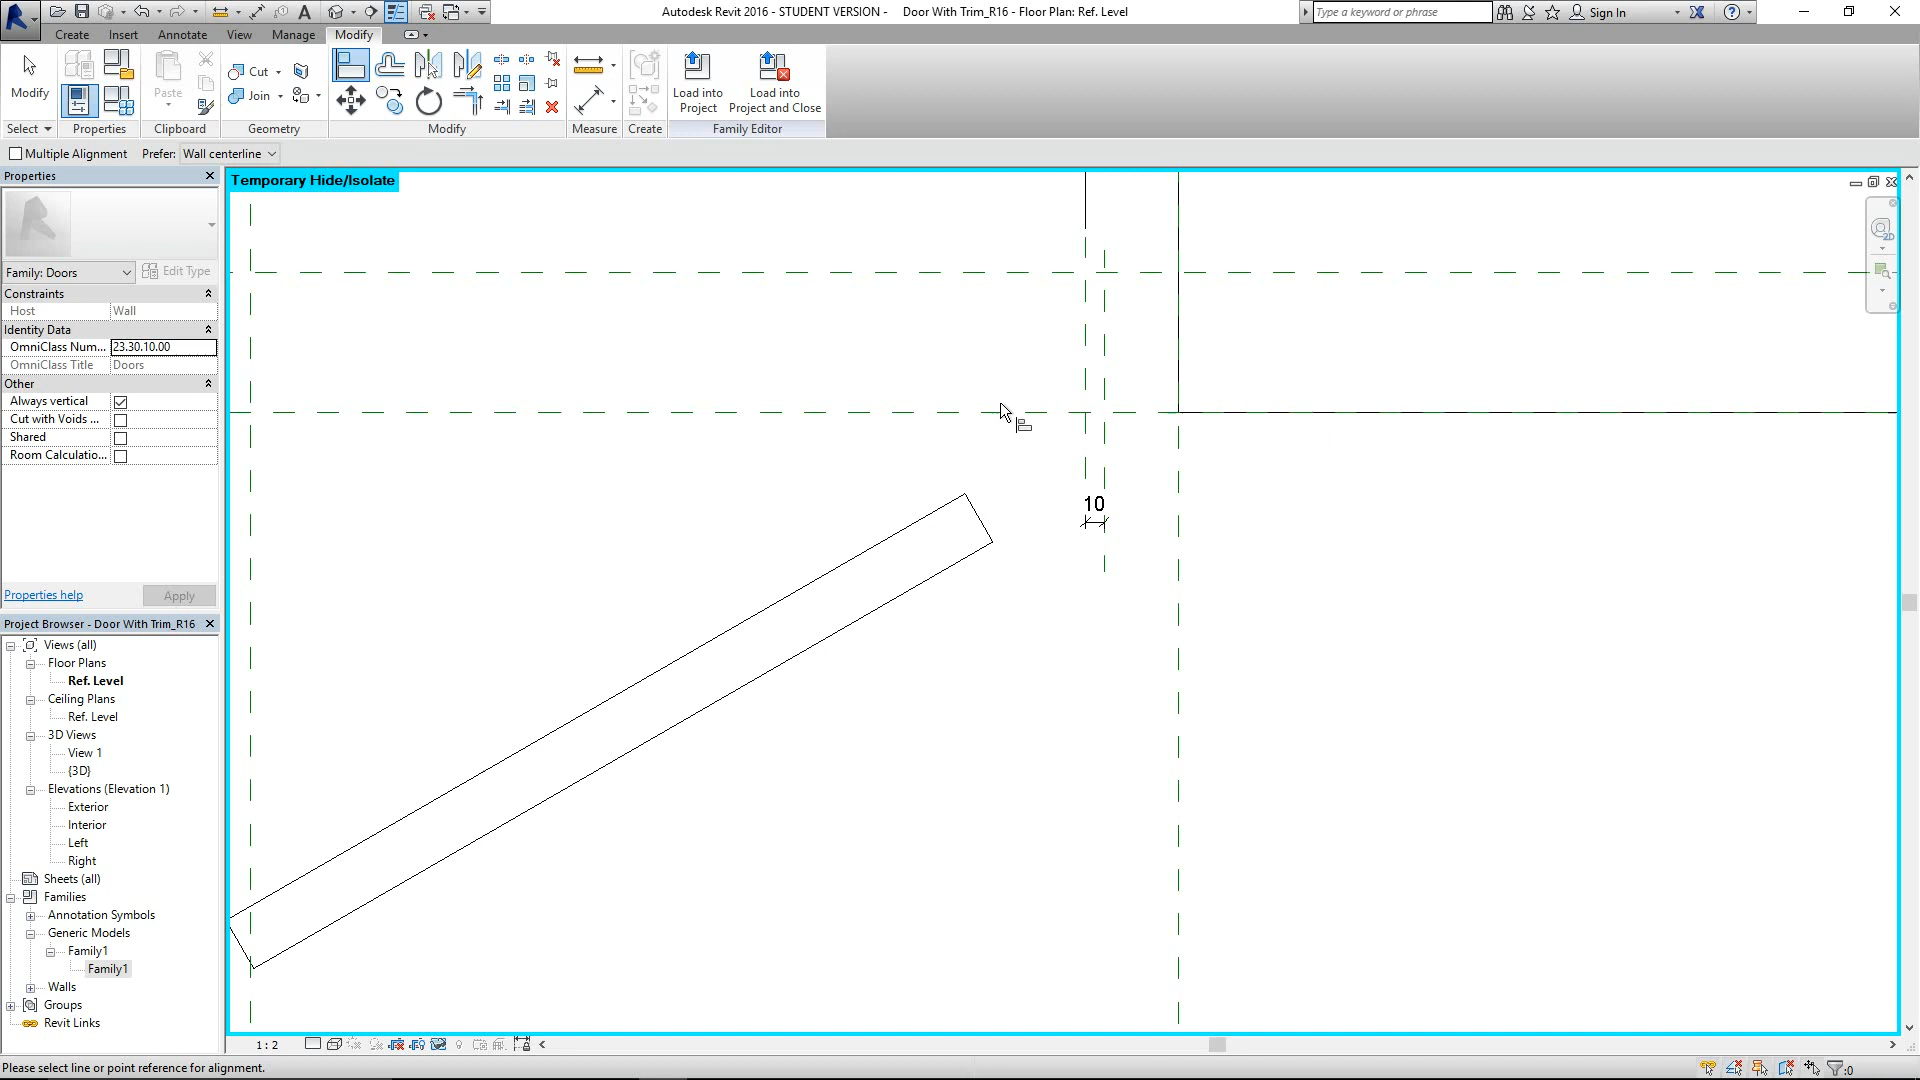 Autodesk Revit 2016 - STUDENT VERSION - Door With Trim_R16 - Floor Plan: Ref. Level
Type a keyword or phrase
Sign In
Create Insert Annotate View Manage Modify
Modify
Paste
Cut
Join
Load into Project
Load into Project and Close
Select Properties Clipboard Geometry Modify Measure Create Family Editor
Multiple Alignment Prefer: Wall centerline
Properties
Temporary Hide/Isolate
2D
Family: Doors Edit Type
Constraints
Host Wall
Identity Data
OmniClass Num... 23.30.10.00
OmniClass Title Doors
Other
Always vertical
Cut with Voids ...
Shared
Room Calculatio...
10
Properties help Apply
Project Browser - Door With Trim_R16
Views (all)
Floor Plans
Ref. Level
Ceiling Plans
Ref. Level
3D Views
View 1
{3D}
Elevations (Elevation 1)
Exterior
Interior
Left
Right
Sheets (all)
Families
Annotation Symbols
Generic Models
Family1
Family1
Walls
Groups
Revit Links
1 : 2
Please select line or point reference for alignment.
:0